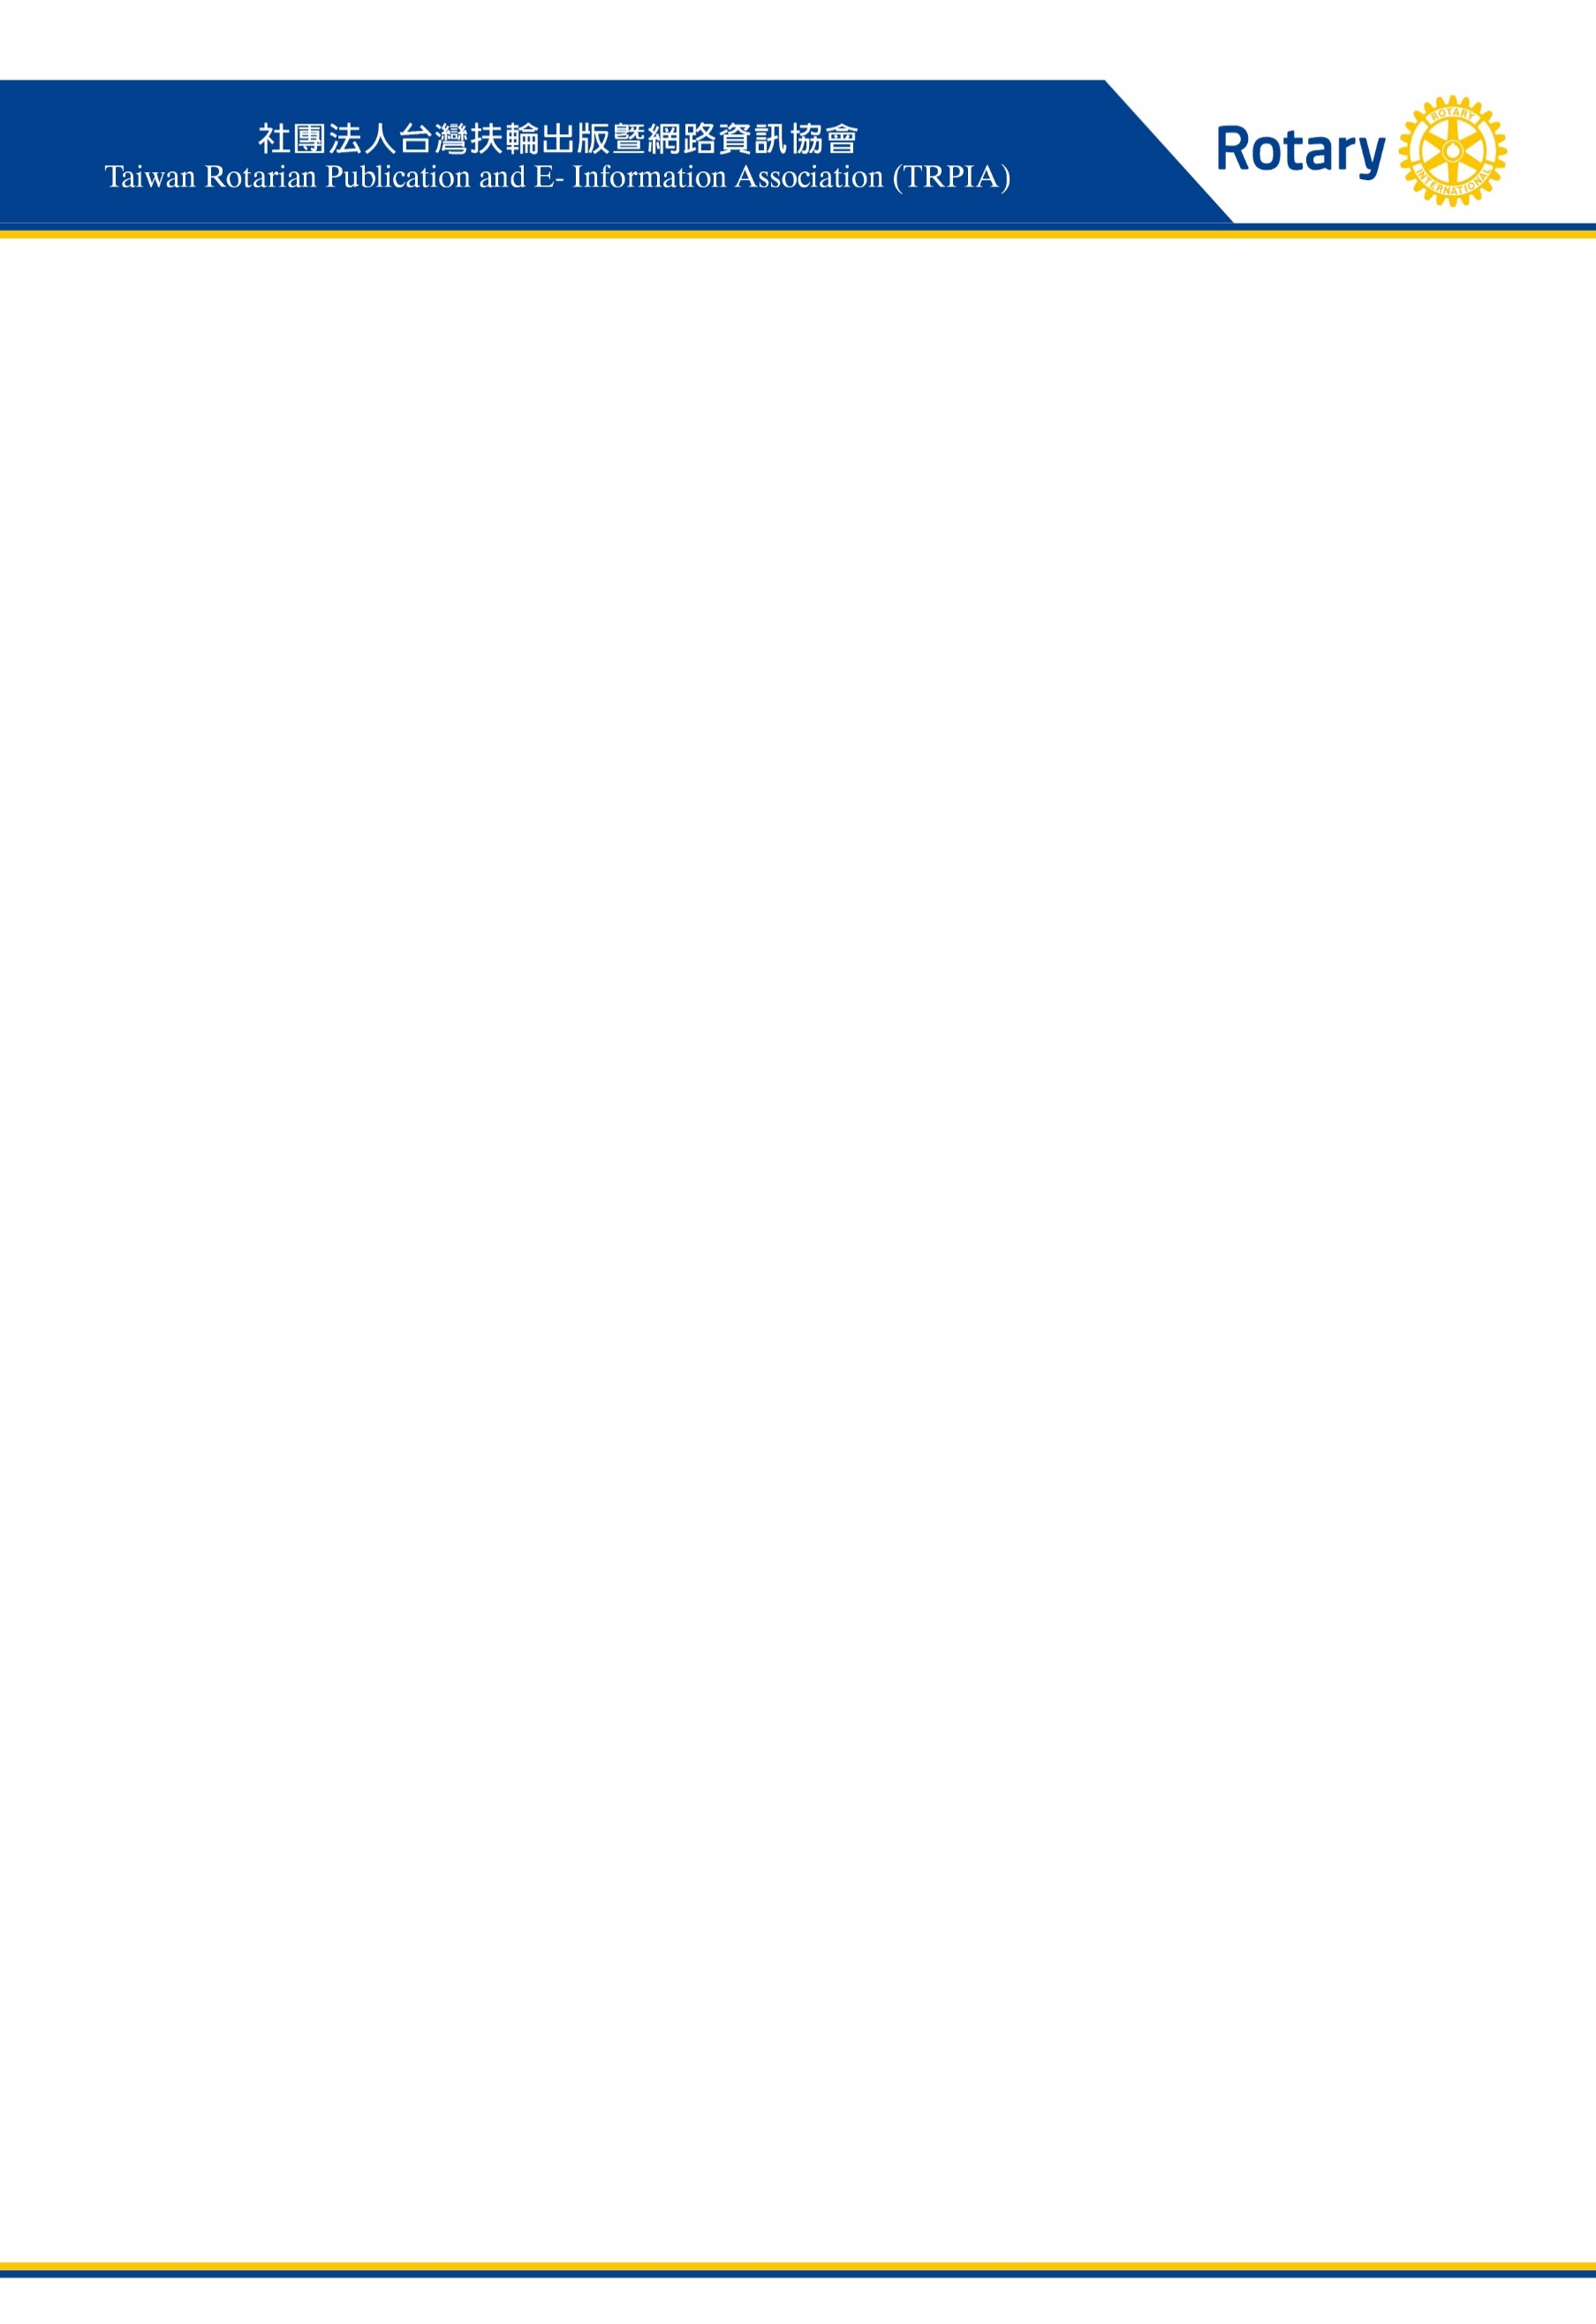 社團法人台灣扶輪出版暨網路資訊協會
Taiwan Rotarian Publication and E- Information Association (TRPIA)
Rotary
ROTARY
INTERNATIONAL